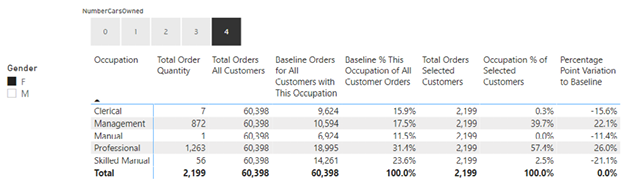 NumberCarsOwned
0 1 2 3 4
Gender
F
M
Occupation Total Order Quantity Total Orders All Customers Baseline Orders for All Customers with This Occupation Baseline % This Occupation of All Customer Orders Total Orders Selected Customers Occupation % of Selected Customers Percentage Point Variation to Baseline
Clerical 7 60,398 9,624 15.9% 2,199 0.3% -15.6%
Management 872 60,398 10,594 17.5% 2,199 39.7% 22.1%
Manual 1 60,398 6,924 11.5% 2,199 0.0% -11.4%
Professional 1,263 60,398 18,995 31.4% 2,199 57.4% 26.0%
Skilled Manual 56 60,398 14,261 23.6% 2,199 2.5% -21.1%
Total 2,199 60,398 60,398 100.0% 2,199 100.0% 0.0%